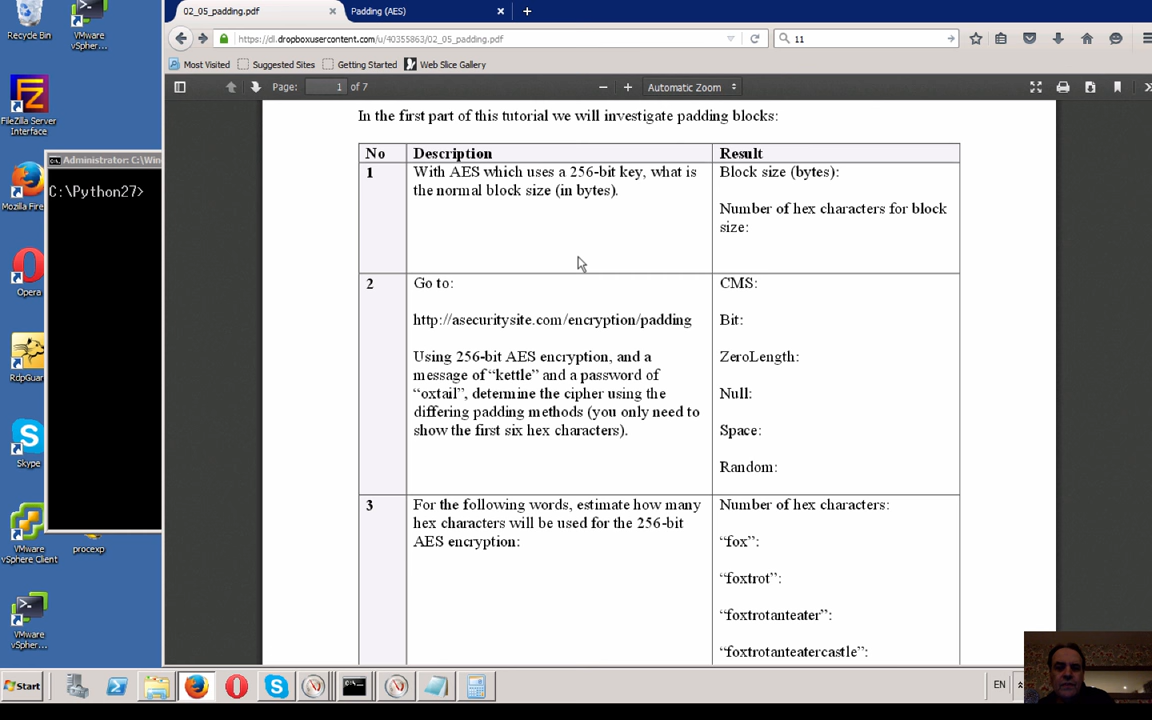 02_05_padding.pdf
Padding (AES)
https://dl.dropboxusercontent.com/u/40355863/02_05_padding.pdf
11
Most Visited
Suggested Sites
Getting Started
Web Slice Gallery
Page:
1
of 7
Automatic Zoom
Recycle Bin
VMware
vSpher...
FileZilla Server
Interface
Mozilla Fire
Opera
RdpGuar
Skype
VMware
vSphere Client
procexp
VMware
vSpher...
Administrator: C:\Win
C:\Python27>
In the first part of this tutorial we will investigate padding blocks:
No
Description
Result
1
With AES which uses a 256-bit key, what is
the normal block size (in bytes).
Block size (bytes):
Number of hex characters for block
size:
2
Go to:
http://asecuritysite.com/encryption/padding
Using 256-bit AES encryption, and a
message of “kettle” and a password of
“oxtail”, determine the cipher using the
differing padding methods (you only need to
show the first six hex characters).
CMS:
Bit:
ZeroLength:
Null:
Space:
Random:
3
For the following words, estimate how many
hex characters will be used for the 256-bit
AES encryption:
Number of hex characters:
“fox”:
“foxtrot”:
“foxtrotanteater”:
“foxtrotanteatercastle”:
Start
EN